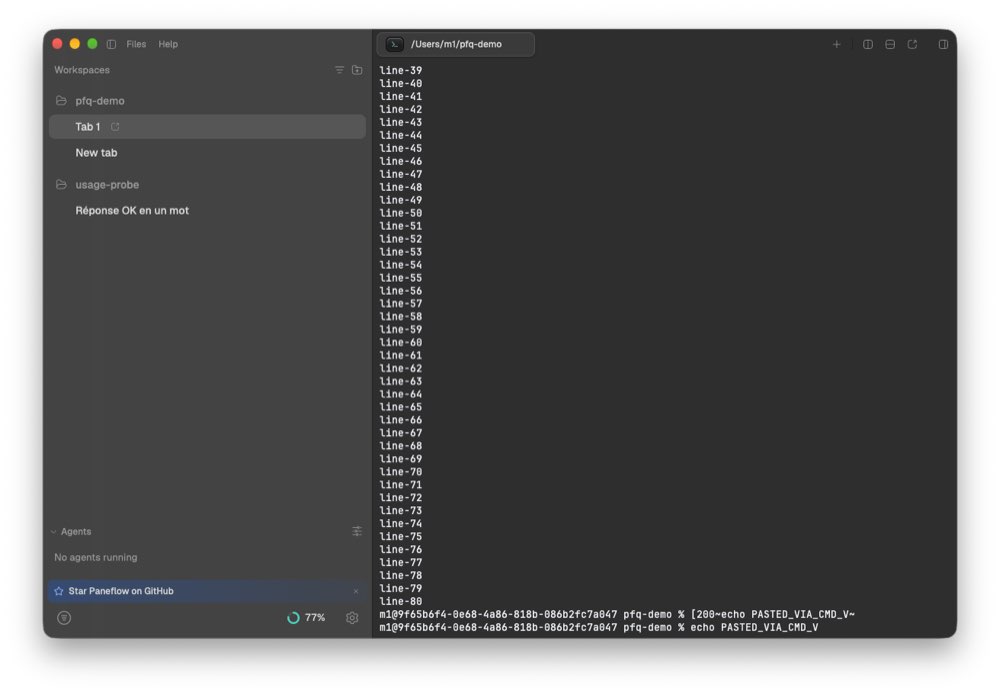 Files Help
Workspaces
pfq-demo
Tab 1
New tab
usage-probe
Réponse OK en un mot
Agents
No agents running
Star Paneflow on GitHub
77%
/Users/m1/pfq-demo
line-39
line-40
line-41
line-42
line-43
line-44
line-45
line-46
line-47
line-48
line-49
line-50
line-51
line-52
line-53
line-54
line-55
line-56
line-57
line-58
line-59
line-60
line-61
line-62
line-63
line-64
line-65
line-66
line-67
line-68
line-69
line-70
line-71
line-72
line-73
line-74
line-75
line-76
line-77
line-78
line-79
line-80
m1@9f65b6f4-0e68-4a86-818b-086b2fc7a047 pfq-demo % [200~echo PASTED_VIA_CMD_V~
m1@9f65b6f4-0e68-4a86-818b-086b2fc7a047 pfq-demo % echo PASTED_VIA_CMD_V